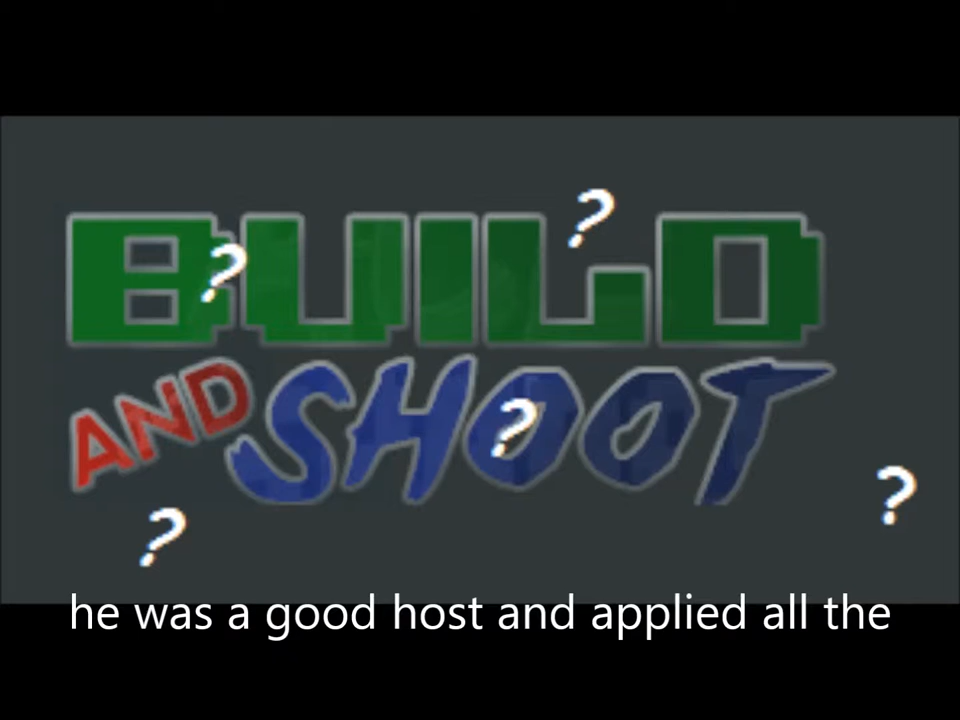 BUILD
AND SHOOT
? ? ? ? ?
he was a good host and applied all the